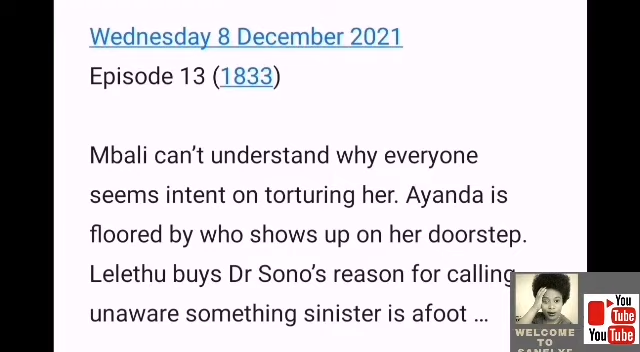 Wednesday 8 December 2021
Episode 13 (1833)
Mbali can't understand why everyone
seems intent on torturing her. Ayanda is
floored by who shows up on her doorstep.
Lelethu buys Dr Sono's reason for calling,
unaware something sinister is afoot ...
WELCOME
TO
You
Tube
YouTube